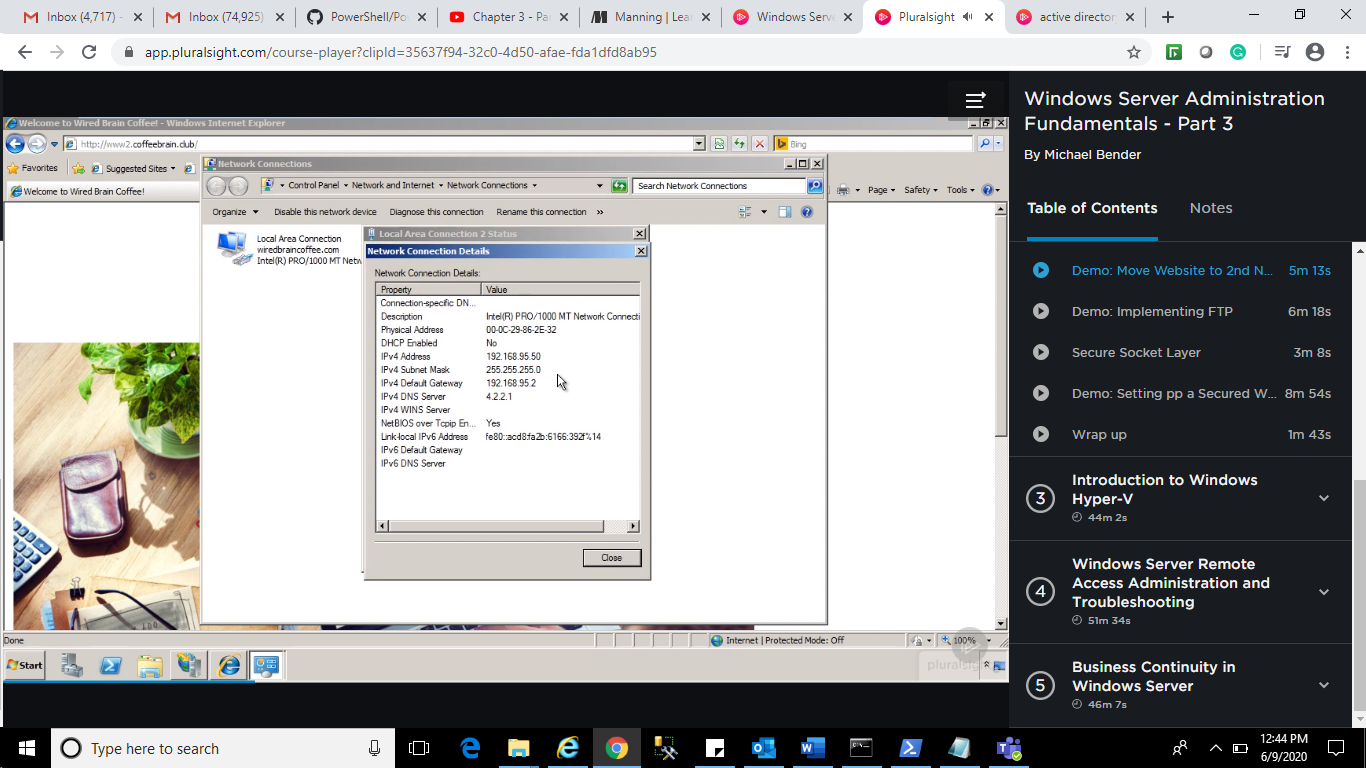 Inbox (4,717) -
Inbox (74,925)
PowerShell/Po
Chapter 3 - Pa
Manning | Lea
Windows Serv
Pluralsight
active director
app.pluralsight.com/course-player?clipId=35637f94-32c0-4d50-afae-fda1dfd8ab95
Welcome to Wired Brain Coffee! - Windows Internet Explorer
http://www2.coffeebrain.club/
Bing
Favorites
Suggested Sites
Welcome to Wired Brain Coffee!
Page
Safety
Tools
Network Connections
Control Panel
Network and Internet
Network Connections
Search Network Connections
Organize
Disable this network device
Diagnose this connection
Rename this connection
»
Local Area Connection
wiredbraincoffee.com
Intel(R) PRO/1000 MT Netw
Local Area Connection 2 Status
Network Connection Details
Network Connection Details:
Property Value
Connection-specific DN...
Description Intel(R) PRO/1000 MT Network Connecti
Physical Address 00-0C-29-86-2E-32
DHCP Enabled No
IPv4 Address 192.168.95.50
IPv4 Subnet Mask 255.255.255.0
IPv4 Default Gateway 192.168.95.2
IPv4 DNS Server 4.2.2.1
IPv4 WINS Server
NetBIOS over Tcpip En... Yes
Link-local IPv6 Address fe80::acd8:fa2b:6166:392f%14
IPv6 Default Gateway
IPv6 DNS Server
Close
Done
Internet | Protected Mode: Off
100%
Start
pluralsig
Windows Server Administration
Fundamentals - Part 3
By Michael Bender
Table of Contents
Notes
Demo: Move Website to 2nd N... 5m 13s
Demo: Implementing FTP 6m 18s
Secure Socket Layer 3m 8s
Demo: Setting pp a Secured W... 8m 54s
Wrap up 1m 43s
3
Introduction to Windows
Hyper-V
44m 2s
4
Windows Server Remote
Access Administration and
Troubleshooting
51m 34s
5
Business Continuity in
Windows Server
46m 7s
Type here to search
12:44 PM
6/9/2020